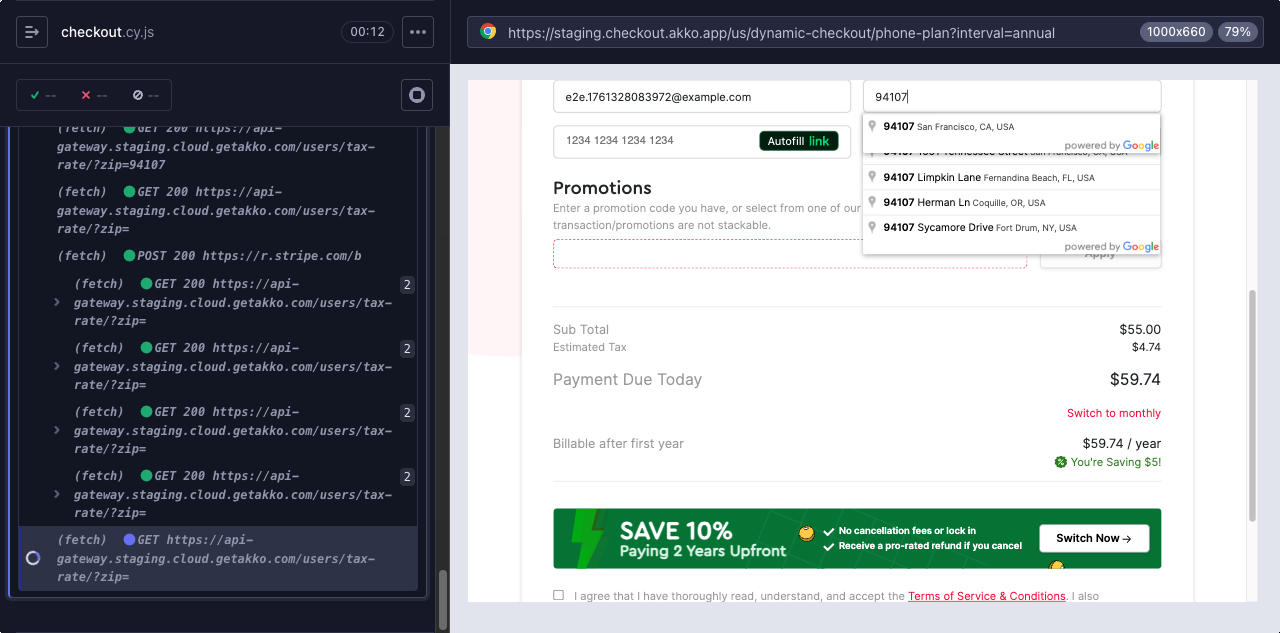 checkout.cy.js
00:12
--
--
--
(fetch) GET 200 https://api-
gateway.staging.cloud.getakko.com/users/tax-
rate/?zip=94107
(fetch) GET 200 https://api-
gateway.staging.cloud.getakko.com/users/tax-
rate/?zip=
(fetch) POST 200 https://r.stripe.com/b
(fetch) GET 200 https://api-
gateway.staging.cloud.getakko.com/users/tax-
rate/?zip=
2
(fetch) GET 200 https://api-
gateway.staging.cloud.getakko.com/users/tax-
rate/?zip=
2
(fetch) GET 200 https://api-
gateway.staging.cloud.getakko.com/users/tax-
rate/?zip=
2
(fetch) GET 200 https://api-
gateway.staging.cloud.getakko.com/users/tax-
rate/?zip=
2
(fetch) GET https://api-
gateway.staging.cloud.getakko.com/users/tax-
rate/?zip=
https://staging.checkout.akko.app/us/dynamic-checkout/phone-plan?interval=annual
1000x660
79%
e2e.1761328083972@example.com
94107
94107 San Francisco, CA, USA
powered by Google
94107 Limpkin Lane Fernandina Beach, FL, USA
94107 Herman Ln Coquille, OR, USA
94107 Sycamore Drive Fort Drum, NY, USA
powered by Google
1234 1234 1234 1234
Autofill link
Promotions
Enter a promotion code you have, or select from one of our
transaction/promotions are not stackable.
Apply
Sub Total $55.00
Estimated Tax $4.74
Payment Due Today $59.74
Switch to monthly
Billable after first year $59.74 / year
You're Saving $5!
SAVE 10%
Paying 2 Years Upfront
No cancellation fees or lock in
Receive a pro-rated refund if you cancel
Switch Now →
I agree that I have thoroughly read, understand, and accept the Terms of Service & Conditions. I also